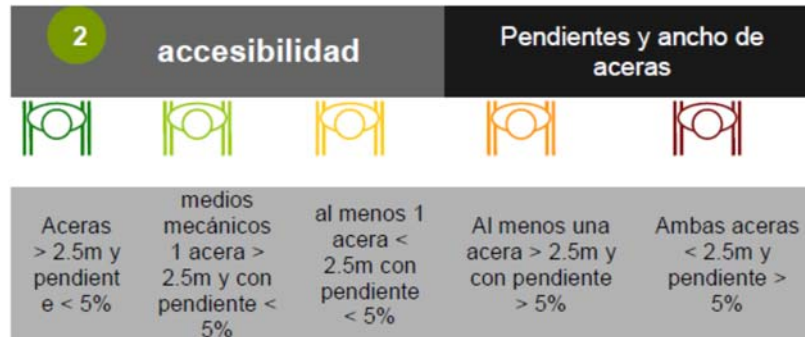 2
accesibilidad
Pendientes y ancho de
aceras
Aceras
> 2.5m y
pendient
e < 5%
medios
mecánicos
1 acera >
2.5m y con
pendiente <
5%
al menos 1
acera <
2.5m con
pendiente
< 5%
Al menos una
acera > 2.5m y
con pendiente
> 5%
Ambas aceras
< 2.5m y
pendiente >
5%